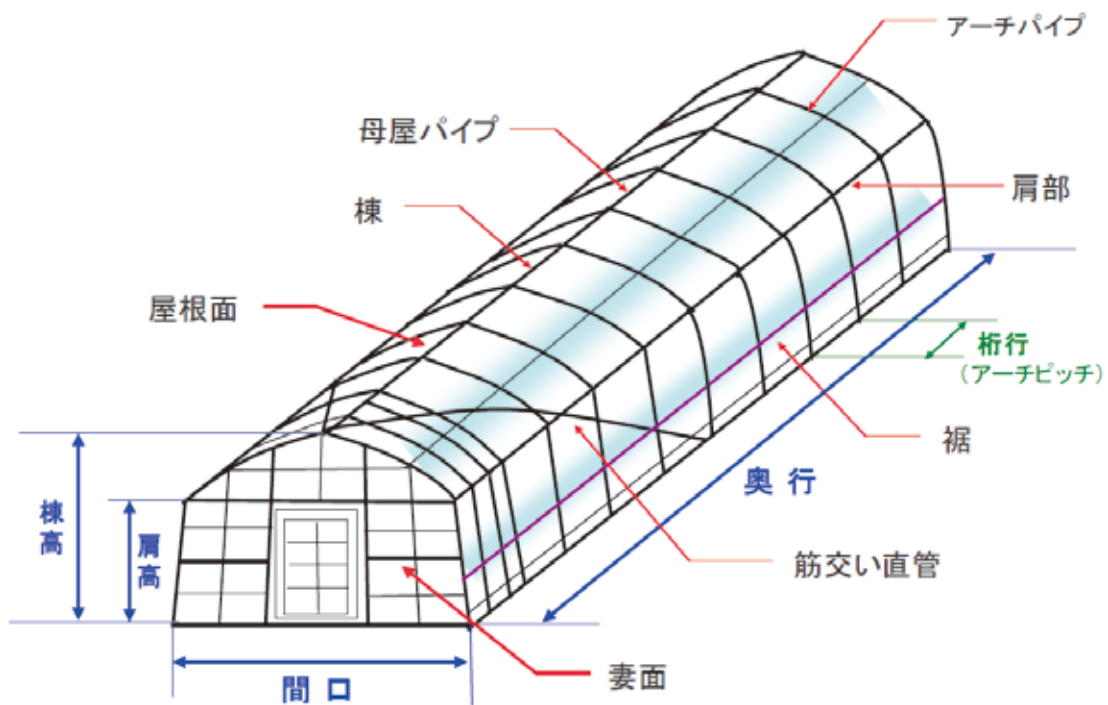 アーチパイプ
母屋パイプ
肩部
棟
屋根面
桁行
（アーチピッチ）
裾
奥 行
棟高
肩高
筋交い直管
妻面
間 口